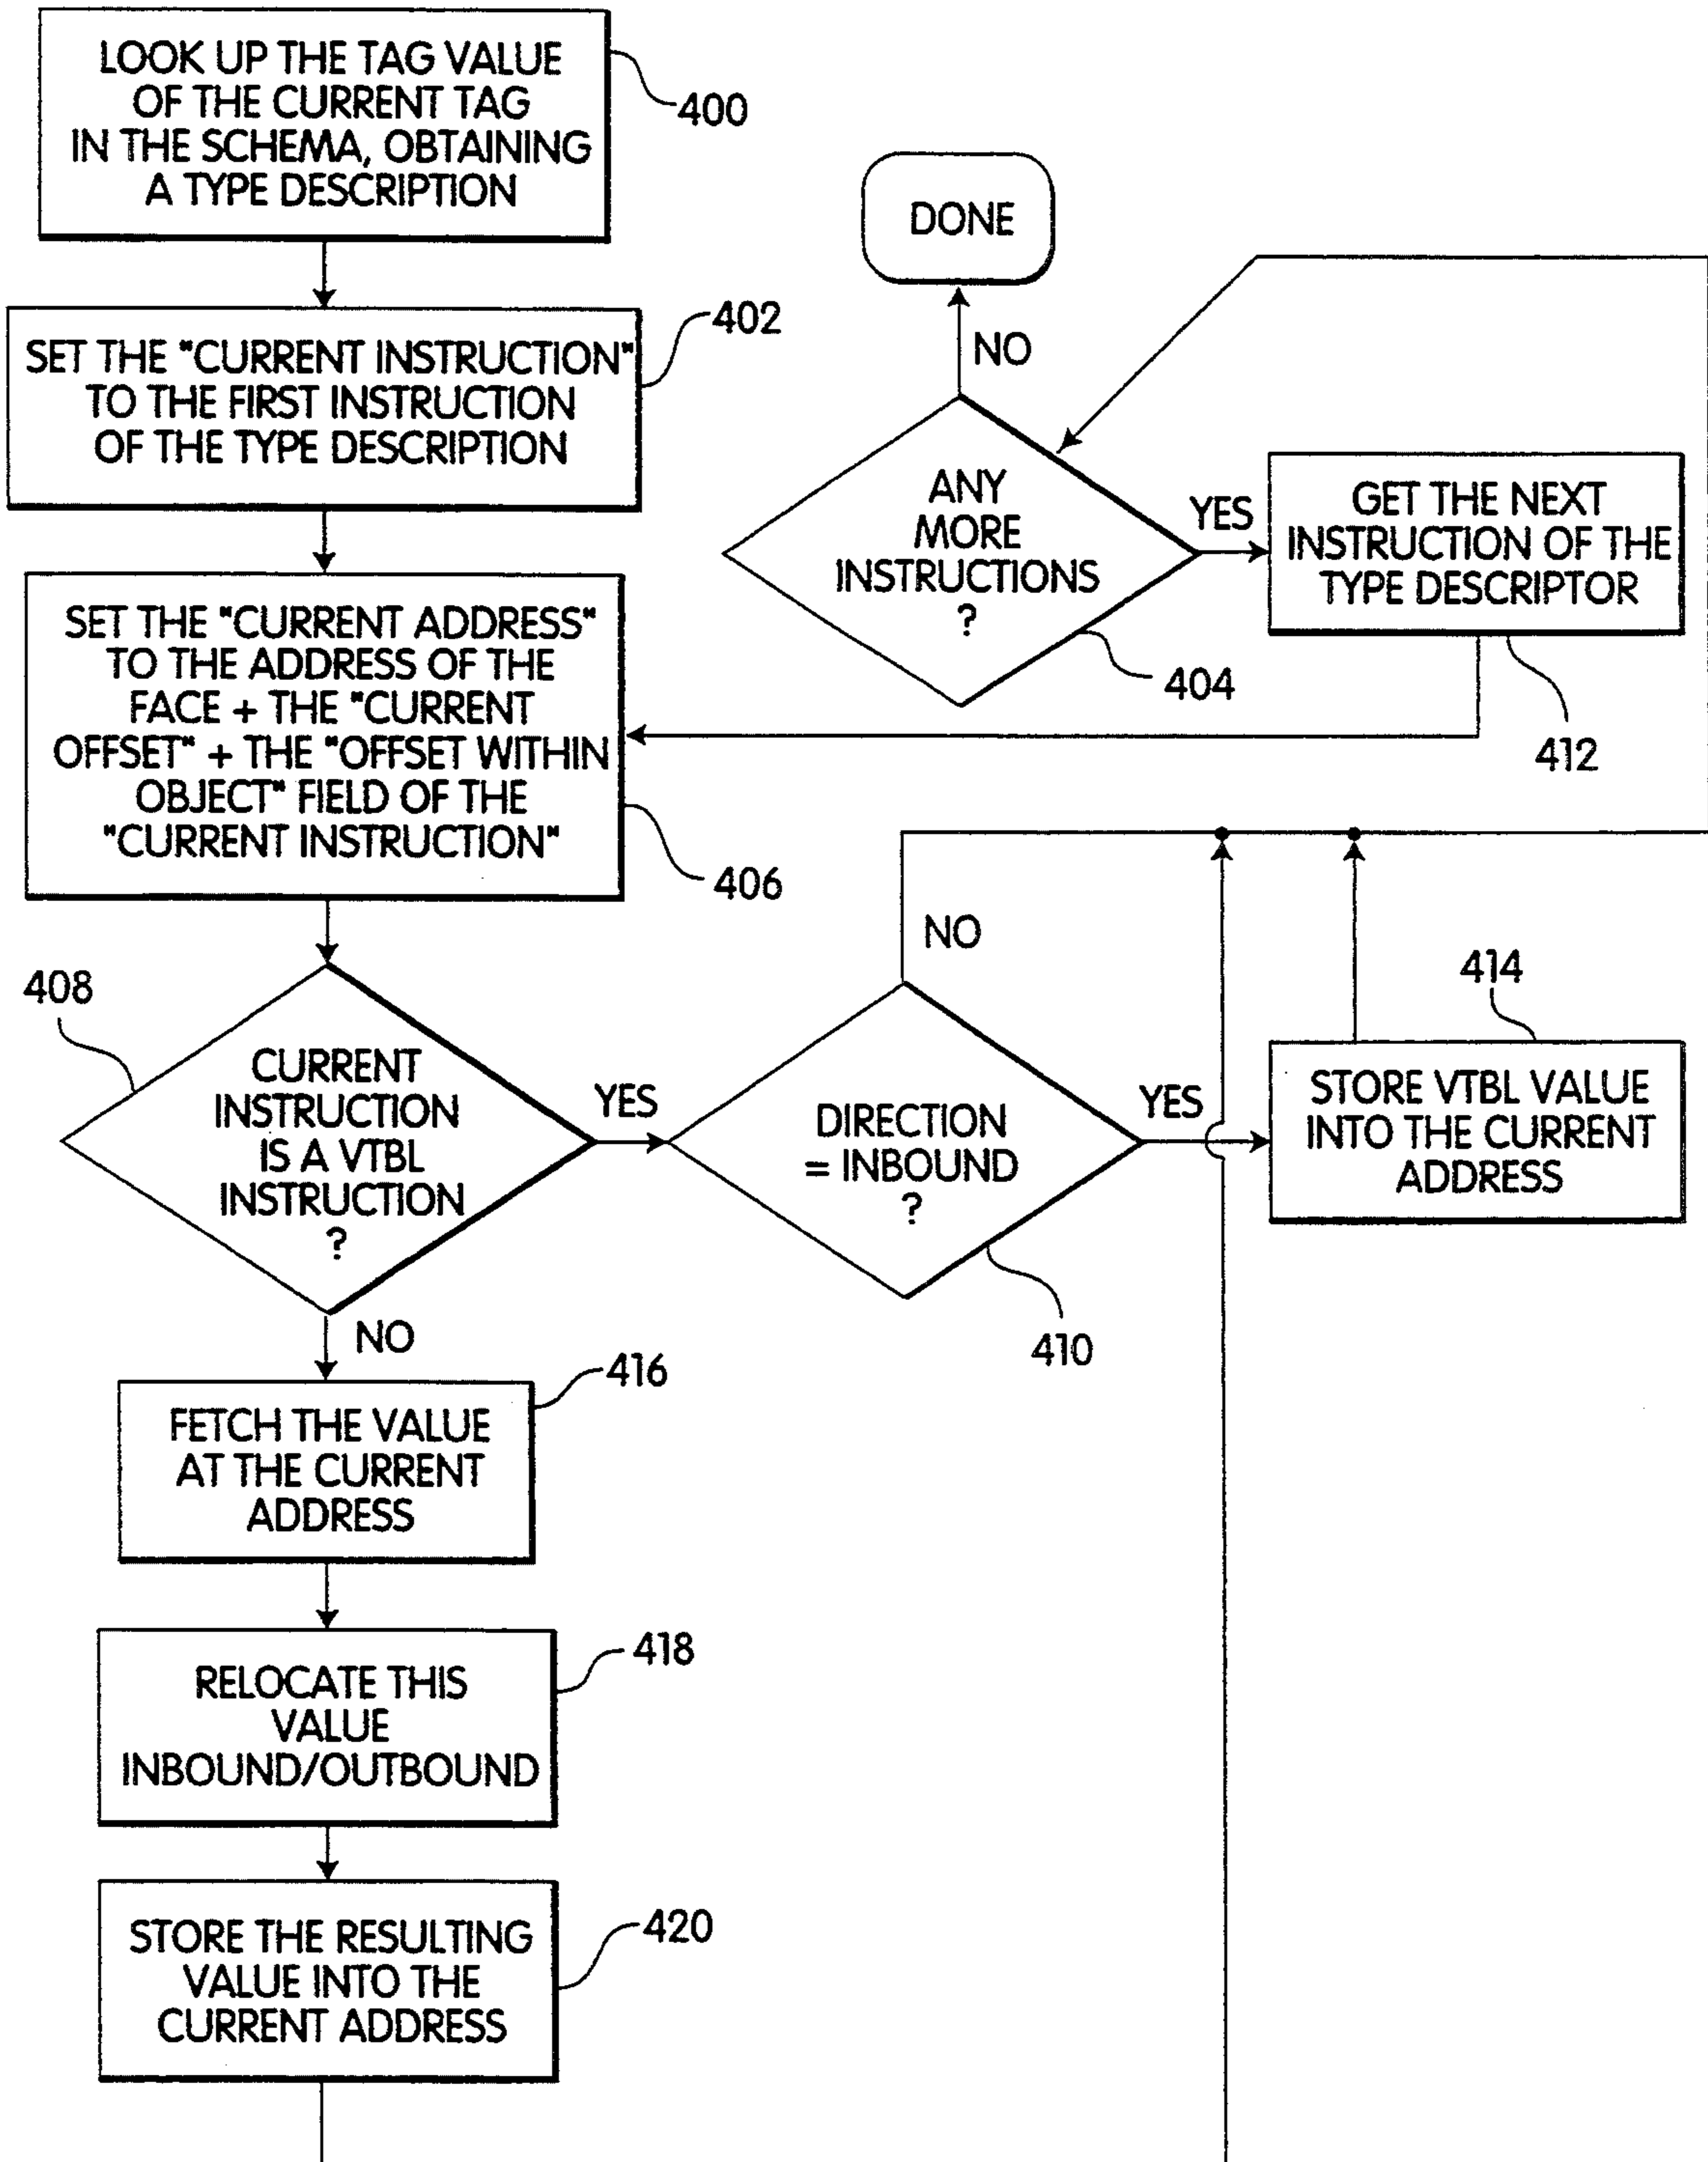 LOOK UP THE TAG VALUE
OF THE CURRENT TAG
IN THE SCHEMA, OBTAINING
A TYPE DESCRIPTION
400
SET THE "CURRENT INSTRUCTION"
TO THE FIRST INSTRUCTION
OF THE TYPE DESCRIPTION
402
DONE
NO
ANY
MORE
INSTRUCTIONS
?
404
YES
GET THE NEXT
INSTRUCTION OF THE
TYPE DESCRIPTOR
412
SET THE "CURRENT ADDRESS"
TO THE ADDRESS OF THE
FACE + THE "CURRENT
OFFSET" + THE "OFFSET WITHIN
OBJECT" FIELD OF THE
"CURRENT INSTRUCTION"
406
408
CURRENT
INSTRUCTION
IS A VTBL
INSTRUCTION
?
YES
NO
DIRECTION
= INBOUND
?
410
NO
YES
414
STORE VTBL VALUE
INTO THE CURRENT
ADDRESS
416
FETCH THE VALUE
AT THE CURRENT
ADDRESS
418
RELOCATE THIS
VALUE
INBOUND/OUTBOUND
420
STORE THE RESULTING
VALUE INTO THE
CURRENT ADDRESS